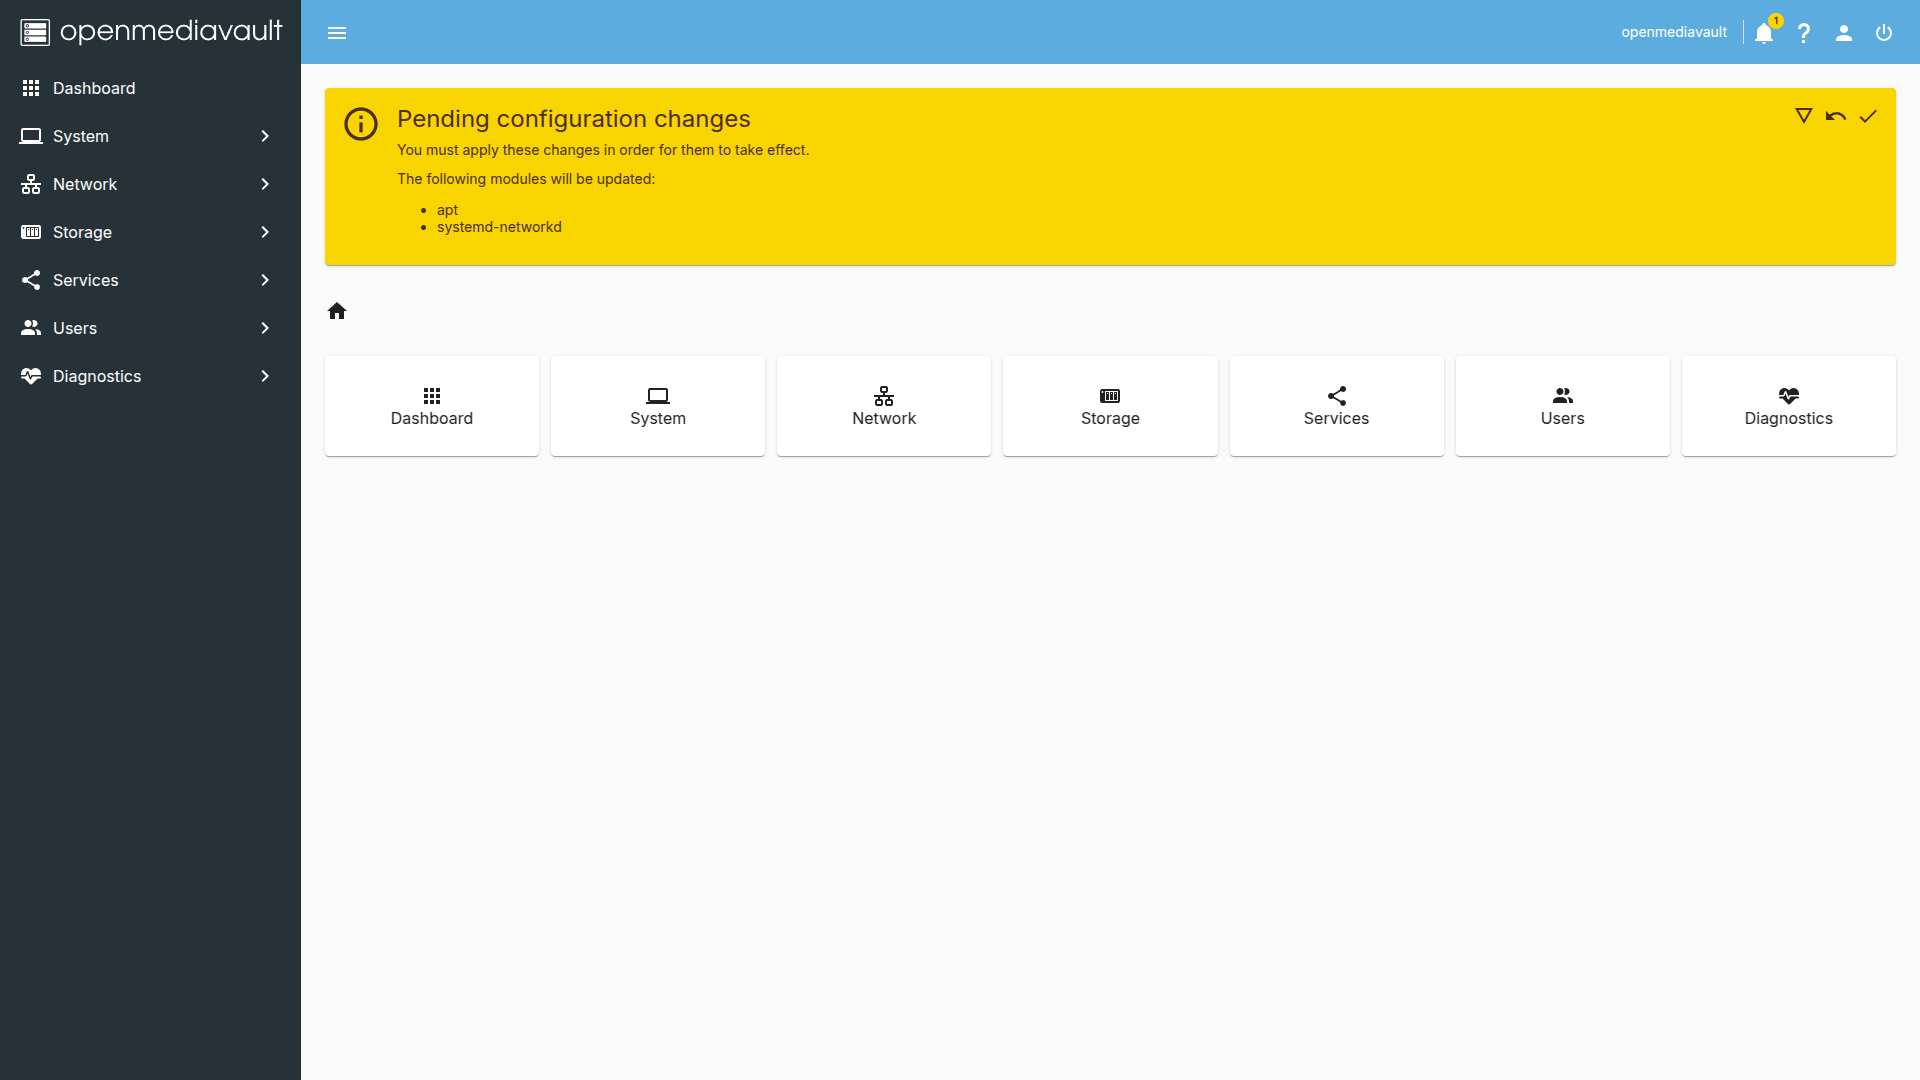 openmediavault
openmediavault
1
Dashboard
System
Network
Storage
Services
Users
Diagnostics
Pending configuration changes
You must apply these changes in order for them to take effect.
The following modules will be updated:
• apt
• systemd-networkd
Dashboard
System
Network
Storage
Services
Users
Diagnostics